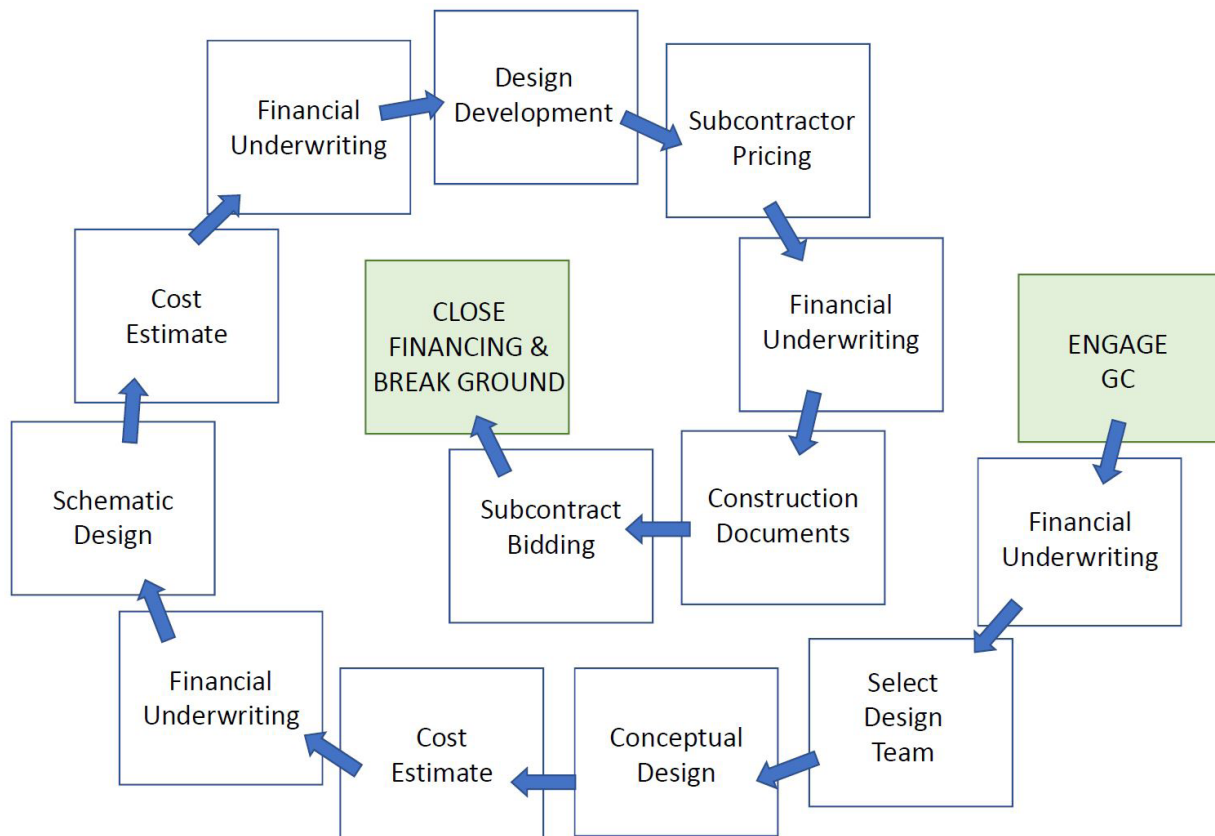 ENGAGE
GC
Financial
Underwriting
Select
Design
Team
Conceptual
Design
Cost
Estimate
Financial
Underwriting
Schematic
Design
Cost
Estimate
Financial
Underwriting
Design
Development
Subcontractor
Pricing
Financial
Underwriting
Construction
Documents
Subcontract
Bidding
CLOSE
FINANCING &
BREAK GROUND